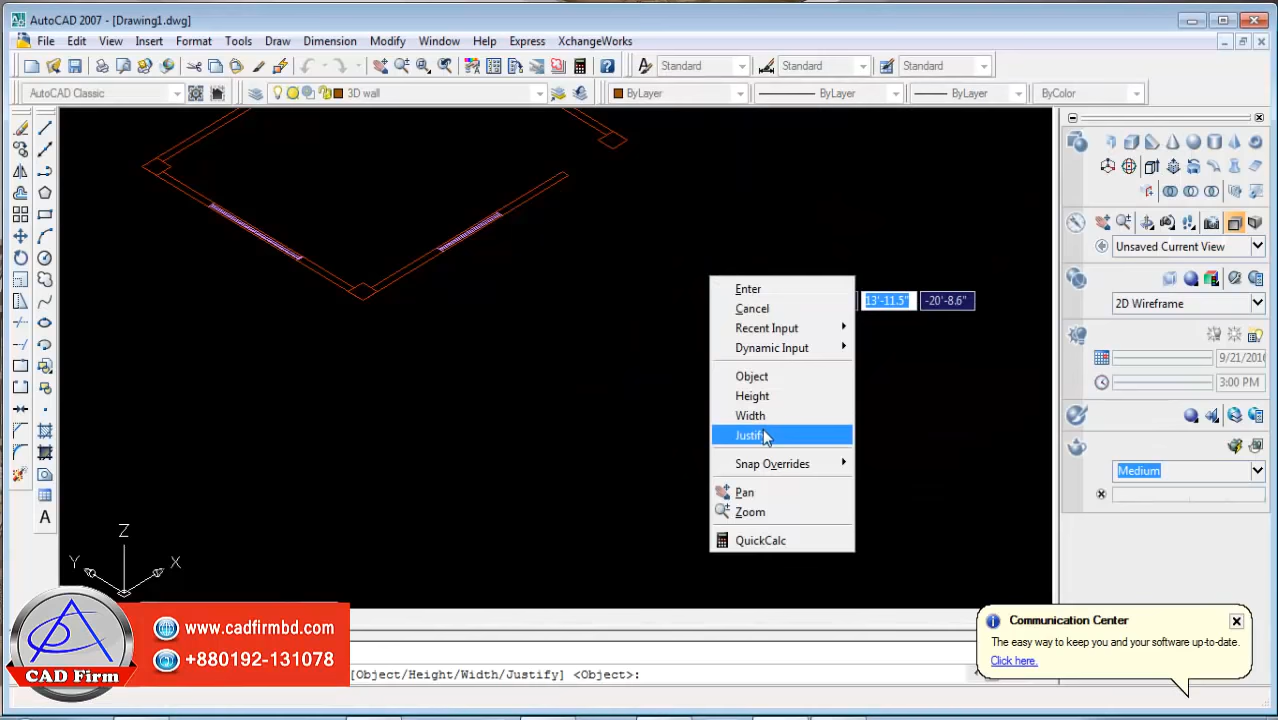 AutoCAD 2007 - [Drawing1.dwg]
File Edit View Insert Format Tools Draw Dimension Modify Window Help Express XchangeWorks
Standard Standard Standard
AutoCAD Classic 3D wall ByLayer ByLayer ByLayer ByColor
Unsaved Current View
Enter
13'-11.5" -20'-8.6"
2D Wireframe
Cancel
Recent Input
Dynamic Input
9/21/2016
Object
3:00 PM
Height
Width
Justify
Snap Overrides
Medium
Pan
Zoom
QuickCalc
Z
Y X
A
www.cadfirmbd.com
+880192-131078
CAD Firm
Communication Center
The easy way to keep you and your software up-to-date.
Click here.
[Object/Height/Width/Justify] <Object>: